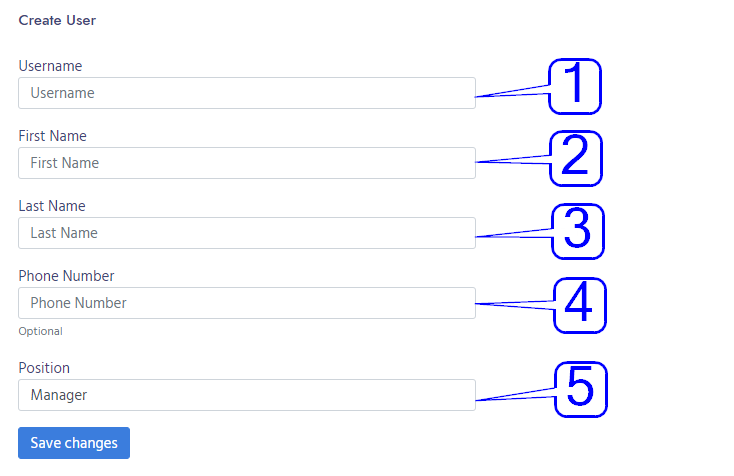 Create User
Username
Username
1
First Name
First Name
2
Last Name
Last Name
3
Phone Number
Phone Number
4
Optional
Position
Manager
5
Save changes